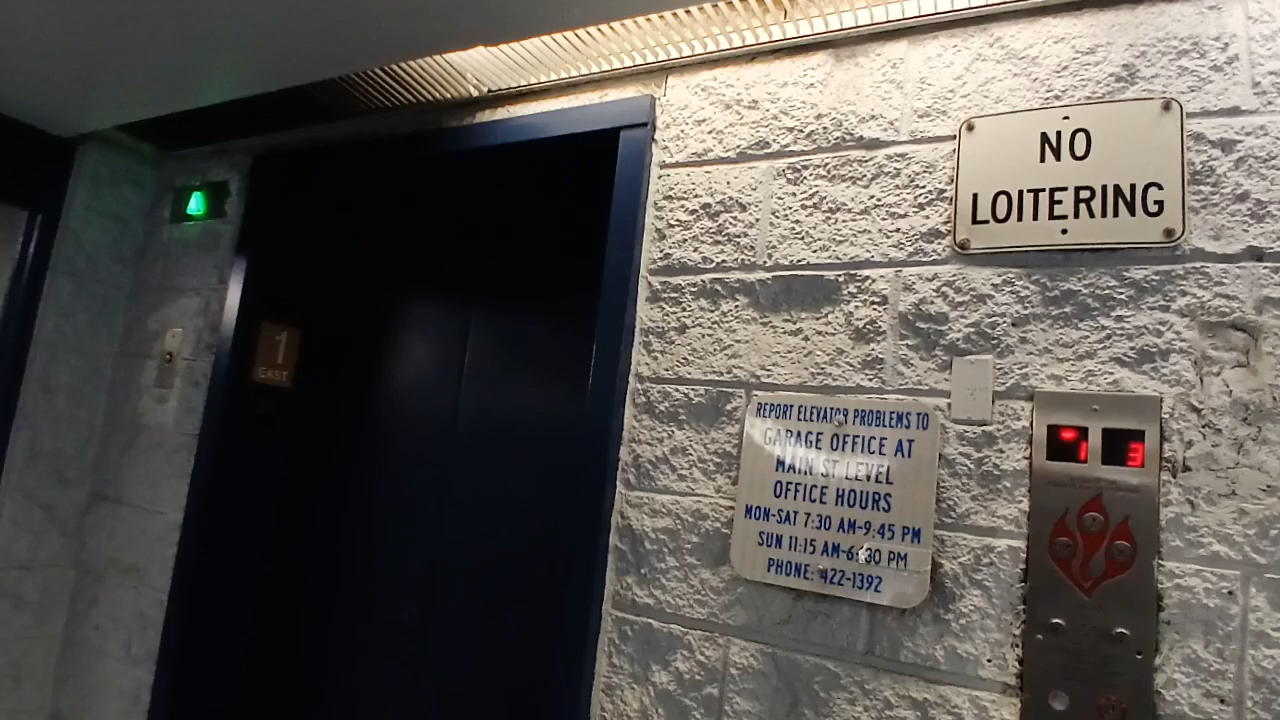 NO
LOITERING
1
EAST
REPORT ELEVATOR PROBLEMS TO
GARAGE OFFICE AT
MAIN ST LEVEL
OFFICE HOURS
MON-SAT 7:30 AM-9:45 PM
SUN 11:15 AM-6:30 PM
PHONE: 422-1392
1 3